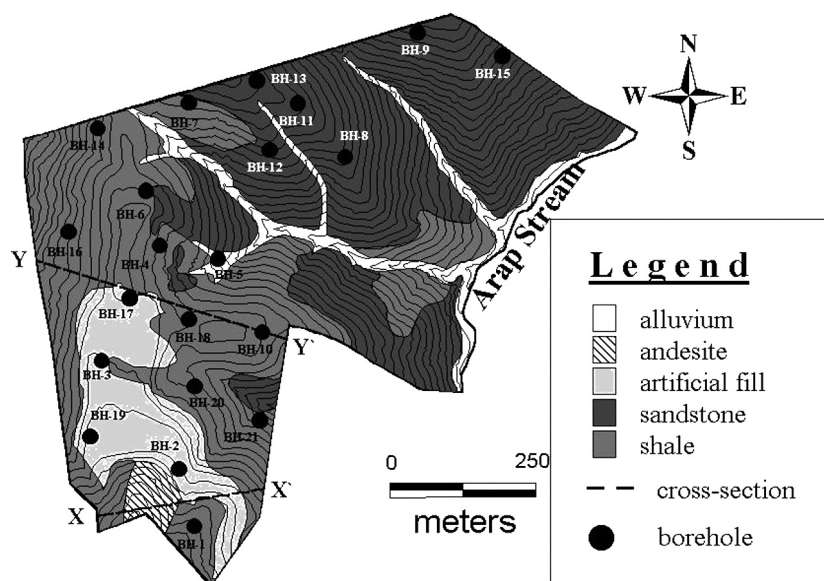 BH-9
N
BH-15
W
E
BH-13
S
BH-7
BH-11
BH-14
BH-8
BH-12
BH-6
Arap Stream
BH-16
BH-4
BH-5
Y
Legend
BH-17
alluvium
BH-18
BH-10
Y`
andesite
BH-3
artificial fill
BH-20
sandstone
BH-19
BH-21
BH-2
shale
0
250
X`
cross-section
X
meters
BH-1
borehole